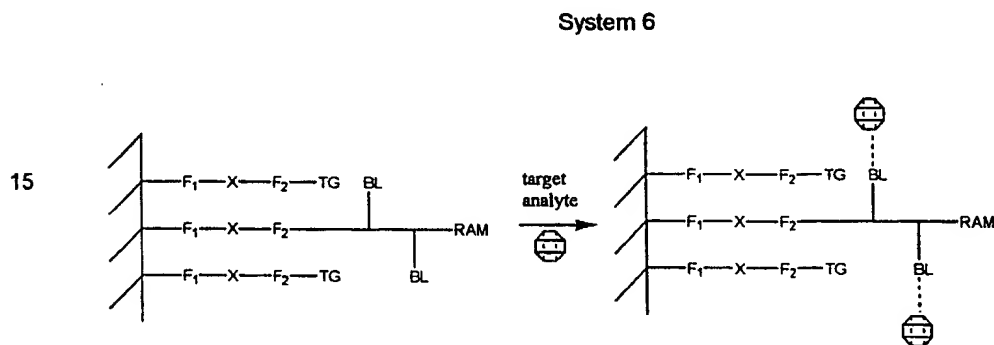 System 6
15
F₁—X—F₂—TG BL
F₁—X—F₂ RAM
F₁—X—F₂—TG BL
target
analyte
F₁—X—F₂—TG BL
F₁—X—F₂ RAM
F₁—X—F₂—TG BL